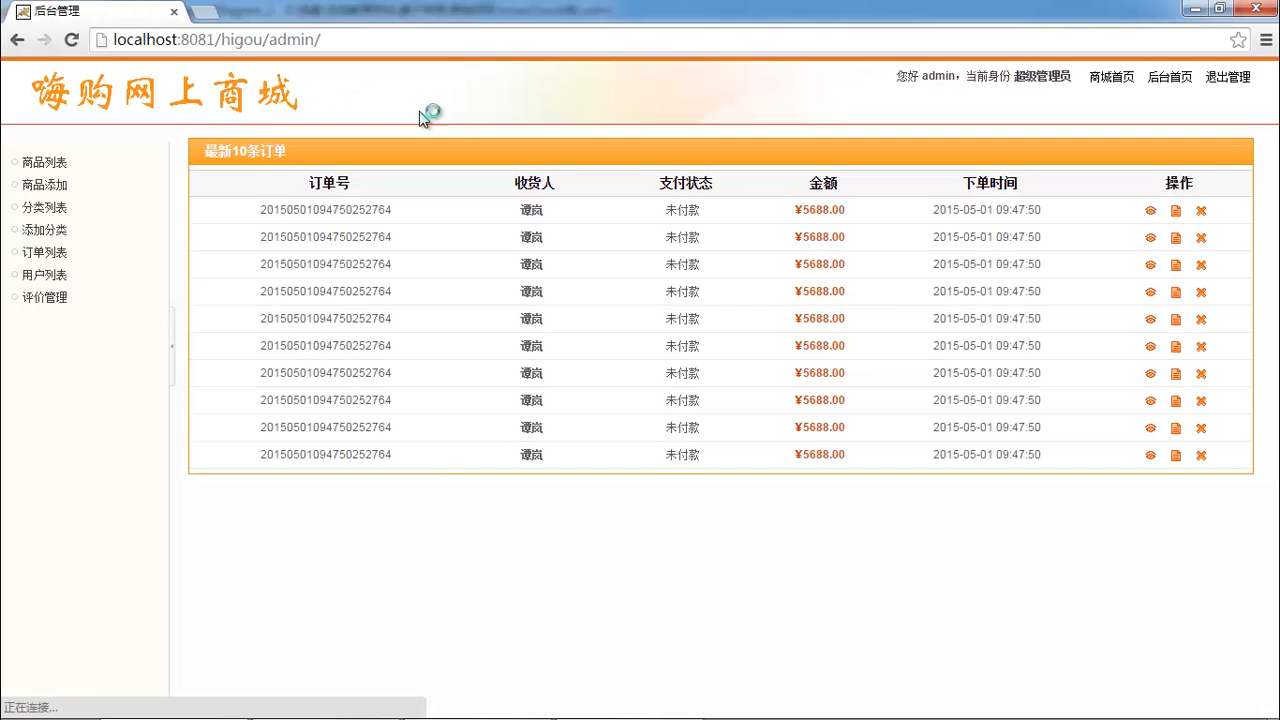 后台管理
localhost:8081/higou/admin/
嗨购网上商城
您好 admin，当前身份 超级管理员 商城首页 后台首页 退出管理
商品列表
商品添加
分类列表
添加分类
订单列表
用户列表
评价管理
最新10条订单
订单号 收货人 支付状态 金额 下单时间 操作
20150501094750252764 谭岚 未付款 ¥5688.00 2015-05-01 09:47:50
20150501094750252764 谭岚 未付款 ¥5688.00 2015-05-01 09:47:50
20150501094750252764 谭岚 未付款 ¥5688.00 2015-05-01 09:47:50
20150501094750252764 谭岚 未付款 ¥5688.00 2015-05-01 09:47:50
20150501094750252764 谭岚 未付款 ¥5688.00 2015-05-01 09:47:50
20150501094750252764 谭岚 未付款 ¥5688.00 2015-05-01 09:47:50
20150501094750252764 谭岚 未付款 ¥5688.00 2015-05-01 09:47:50
20150501094750252764 谭岚 未付款 ¥5688.00 2015-05-01 09:47:50
20150501094750252764 谭岚 未付款 ¥5688.00 2015-05-01 09:47:50
20150501094750252764 谭岚 未付款 ¥5688.00 2015-05-01 09:47:50
正在连接...